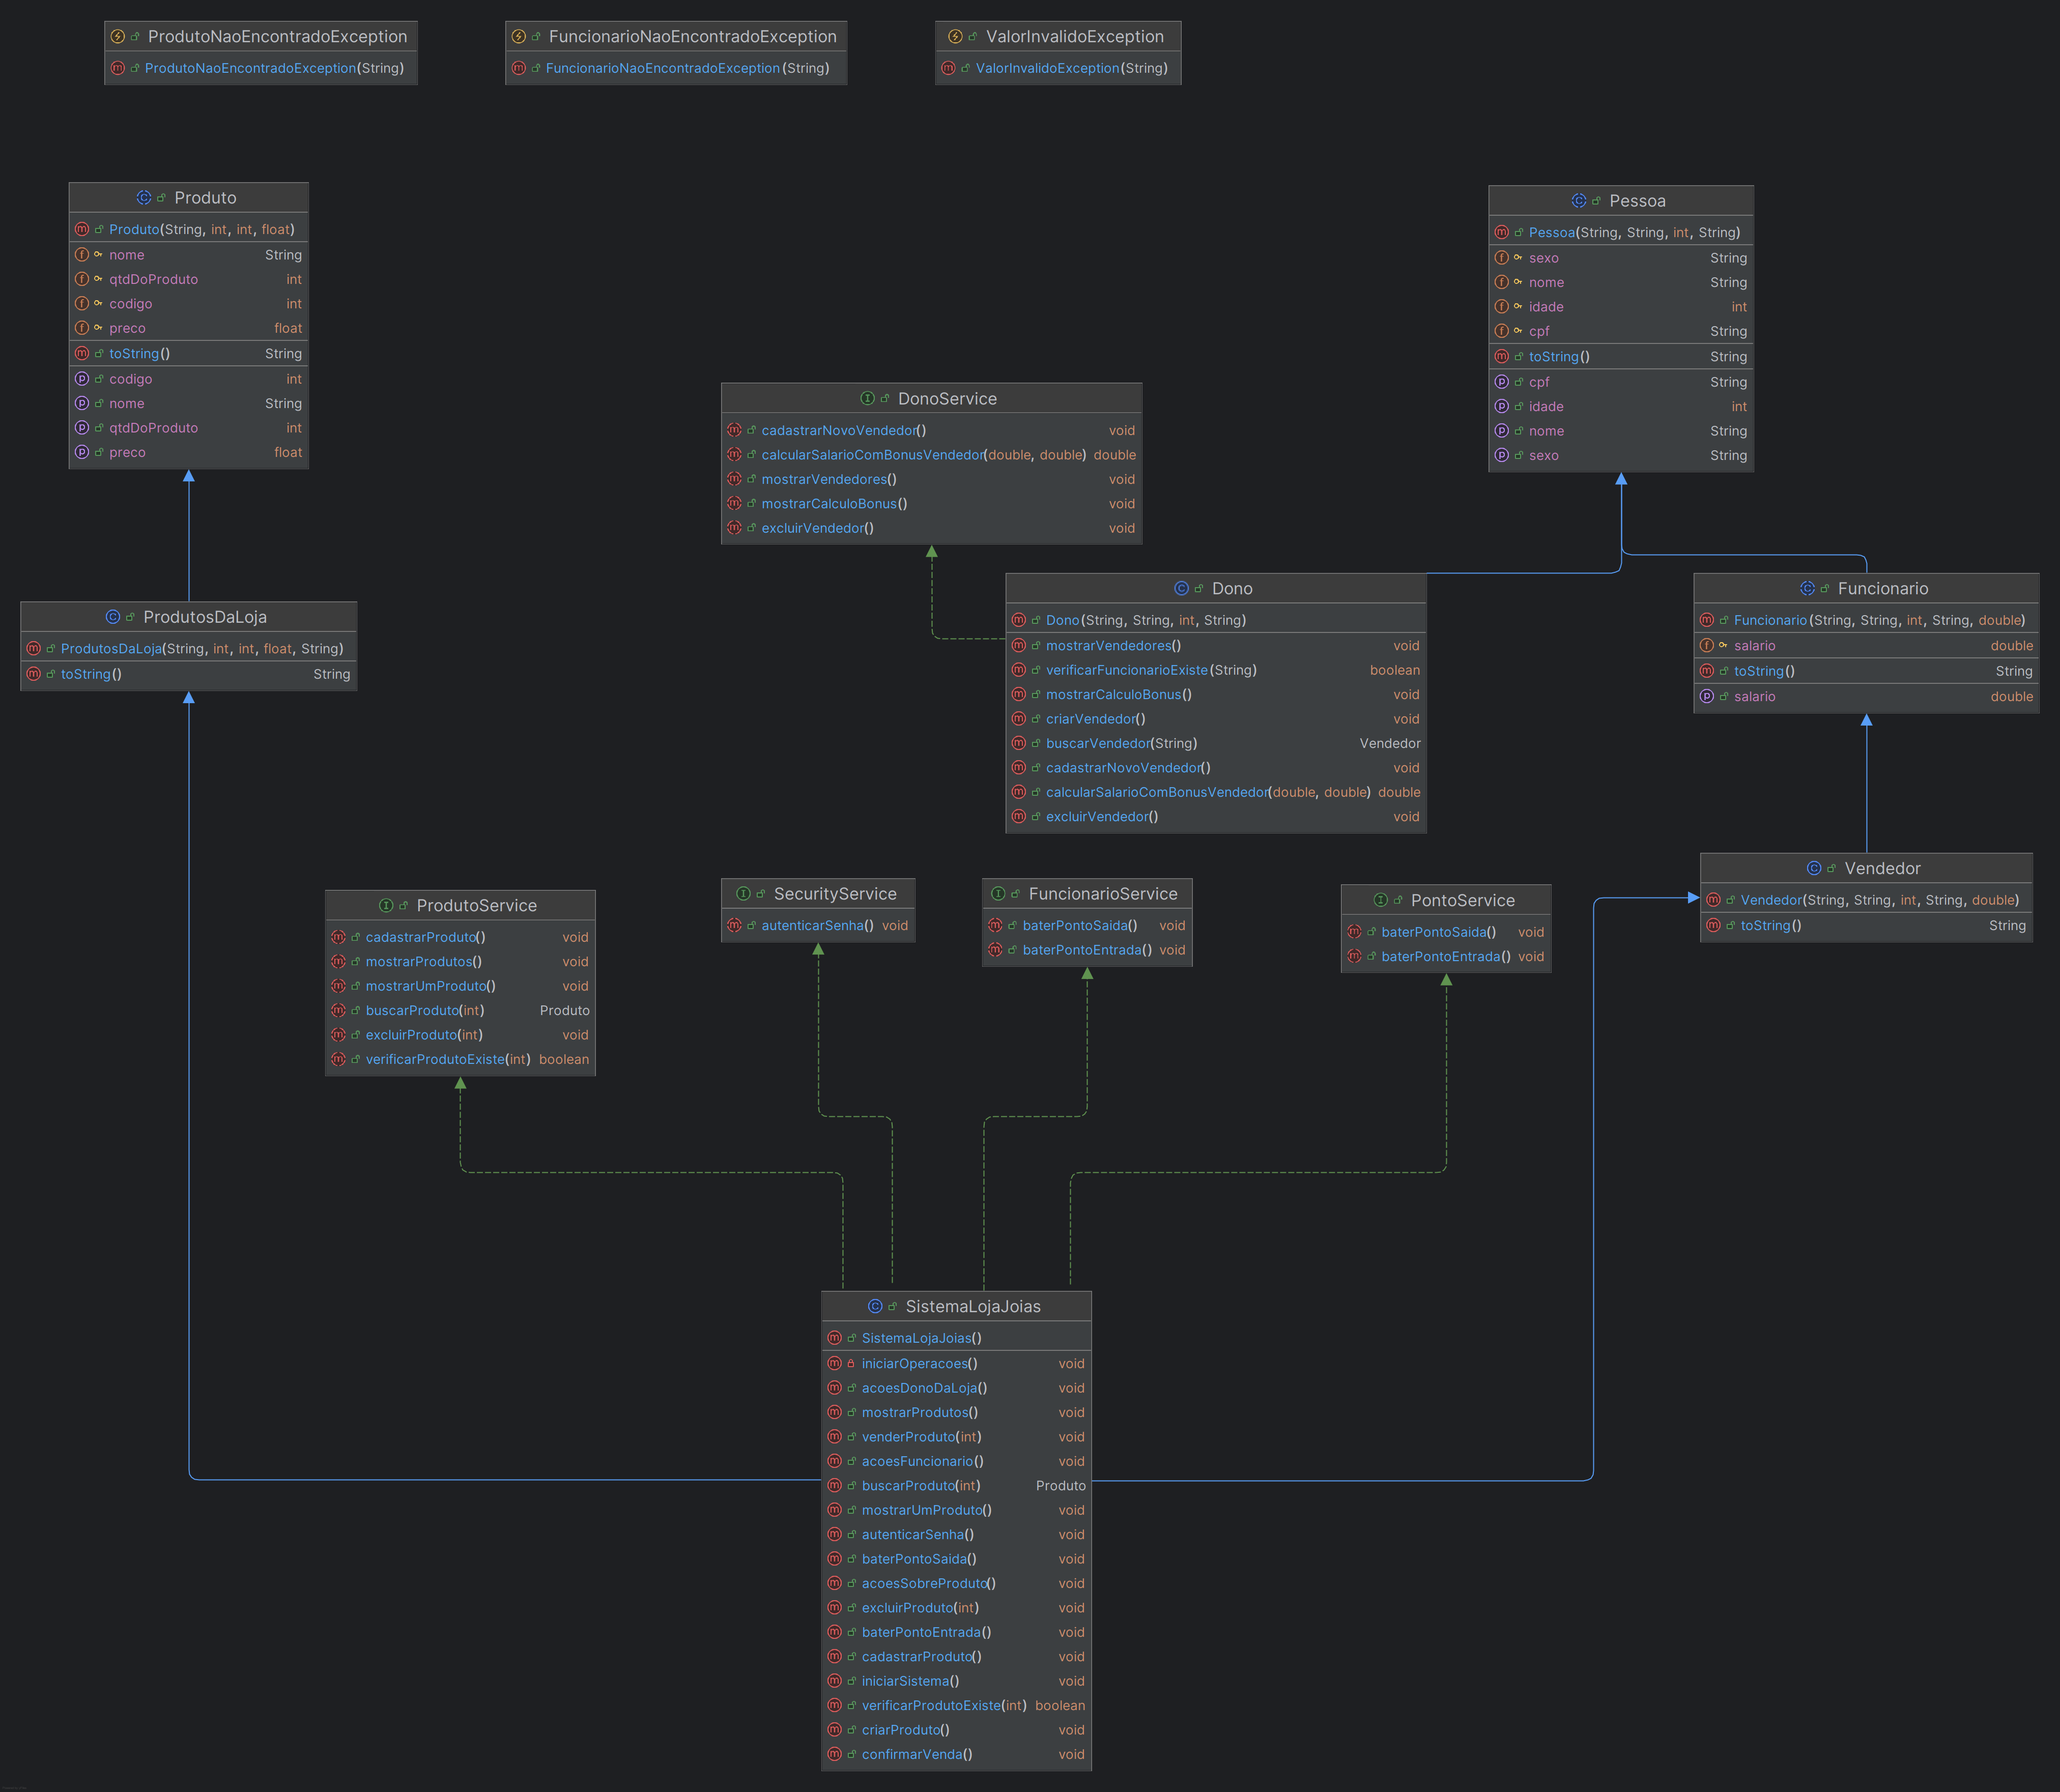 ProdutoNaoEncontradoException
ProdutoNaoEncontradoException(String)
FuncionarioNaoEncontradoException
FuncionarioNaoEncontradoException(String)
ValorInvalidoException
ValorInvalidoException(String)
Produto
Produto(String, int, int, float)
nome String
qtdDoProduto int
codigo int
preco float
toString() String
codigo int
nome String
qtdDoProduto int
preco float
Pessoa
Pessoa(String, String, int, String)
sexo String
nome String
idade int
cpf String
toString() String
cpf String
idade int
nome String
sexo String
DonoService
cadastrarNovoVendedor() void
calcularSalarioComBonusVendedor(double, double) double
mostrarVendedores() void
mostrarCalculoBonus() void
excluirVendedor() void
Dono
Dono(String, String, int, String)
mostrarVendedores() void
verificarFuncionarioExiste(String) boolean
mostrarCalculoBonus() void
criarVendedor() void
buscarVendedor(String) Vendedor
cadastrarNovoVendedor() void
calcularSalarioComBonusVendedor(double, double) double
excluirVendedor() void
Funcionario
Funcionario(String, String, int, String, double)
salario double
toString() String
salario double
ProdutosDaLoja
ProdutosDaLoja(String, int, int, float, String)
toString() String
Vendedor
Vendedor(String, String, int, String, double)
toString() String
ProdutoService
cadastrarProduto() void
mostrarProdutos() void
mostrarUmProduto() void
buscarProduto(int) Produto
excluirProduto(int) void
verificarProdutoExiste(int) boolean
SecurityService
autenticarSenha() void
FuncionarioService
baterPontoSaida() void
baterPontoEntrada() void
PontoService
baterPontoSaida() void
baterPontoEntrada() void
SistemaLojaJoias
SistemaLojaJoias()
iniciarOperacoes() void
acoesDonoDaLoja() void
mostrarProdutos() void
venderProduto(int) void
acoesFuncionario() void
buscarProduto(int) Produto
mostrarUmProduto() void
autenticarSenha() void
baterPontoSaida() void
acoesSobreProduto() void
excluirProduto(int) void
baterPontoEntrada() void
cadastrarProduto() void
iniciarSistema() void
verificarProdutoExiste(int) boolean
criarProduto() void
confirmarVenda() void